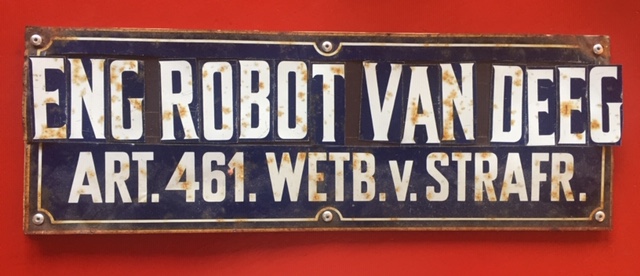 ENG ROBOT VAN DEEG
ART. 461. WETB. v. STRAFR.